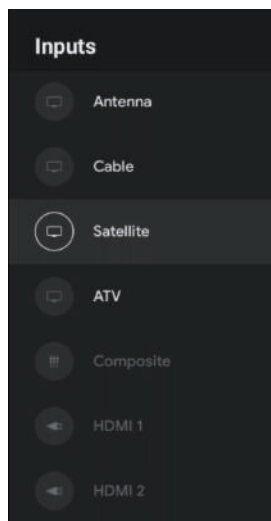 Inputs
Antenna
Cable
Satellite
ATV
Composite
HDMI 1
HDMI 2